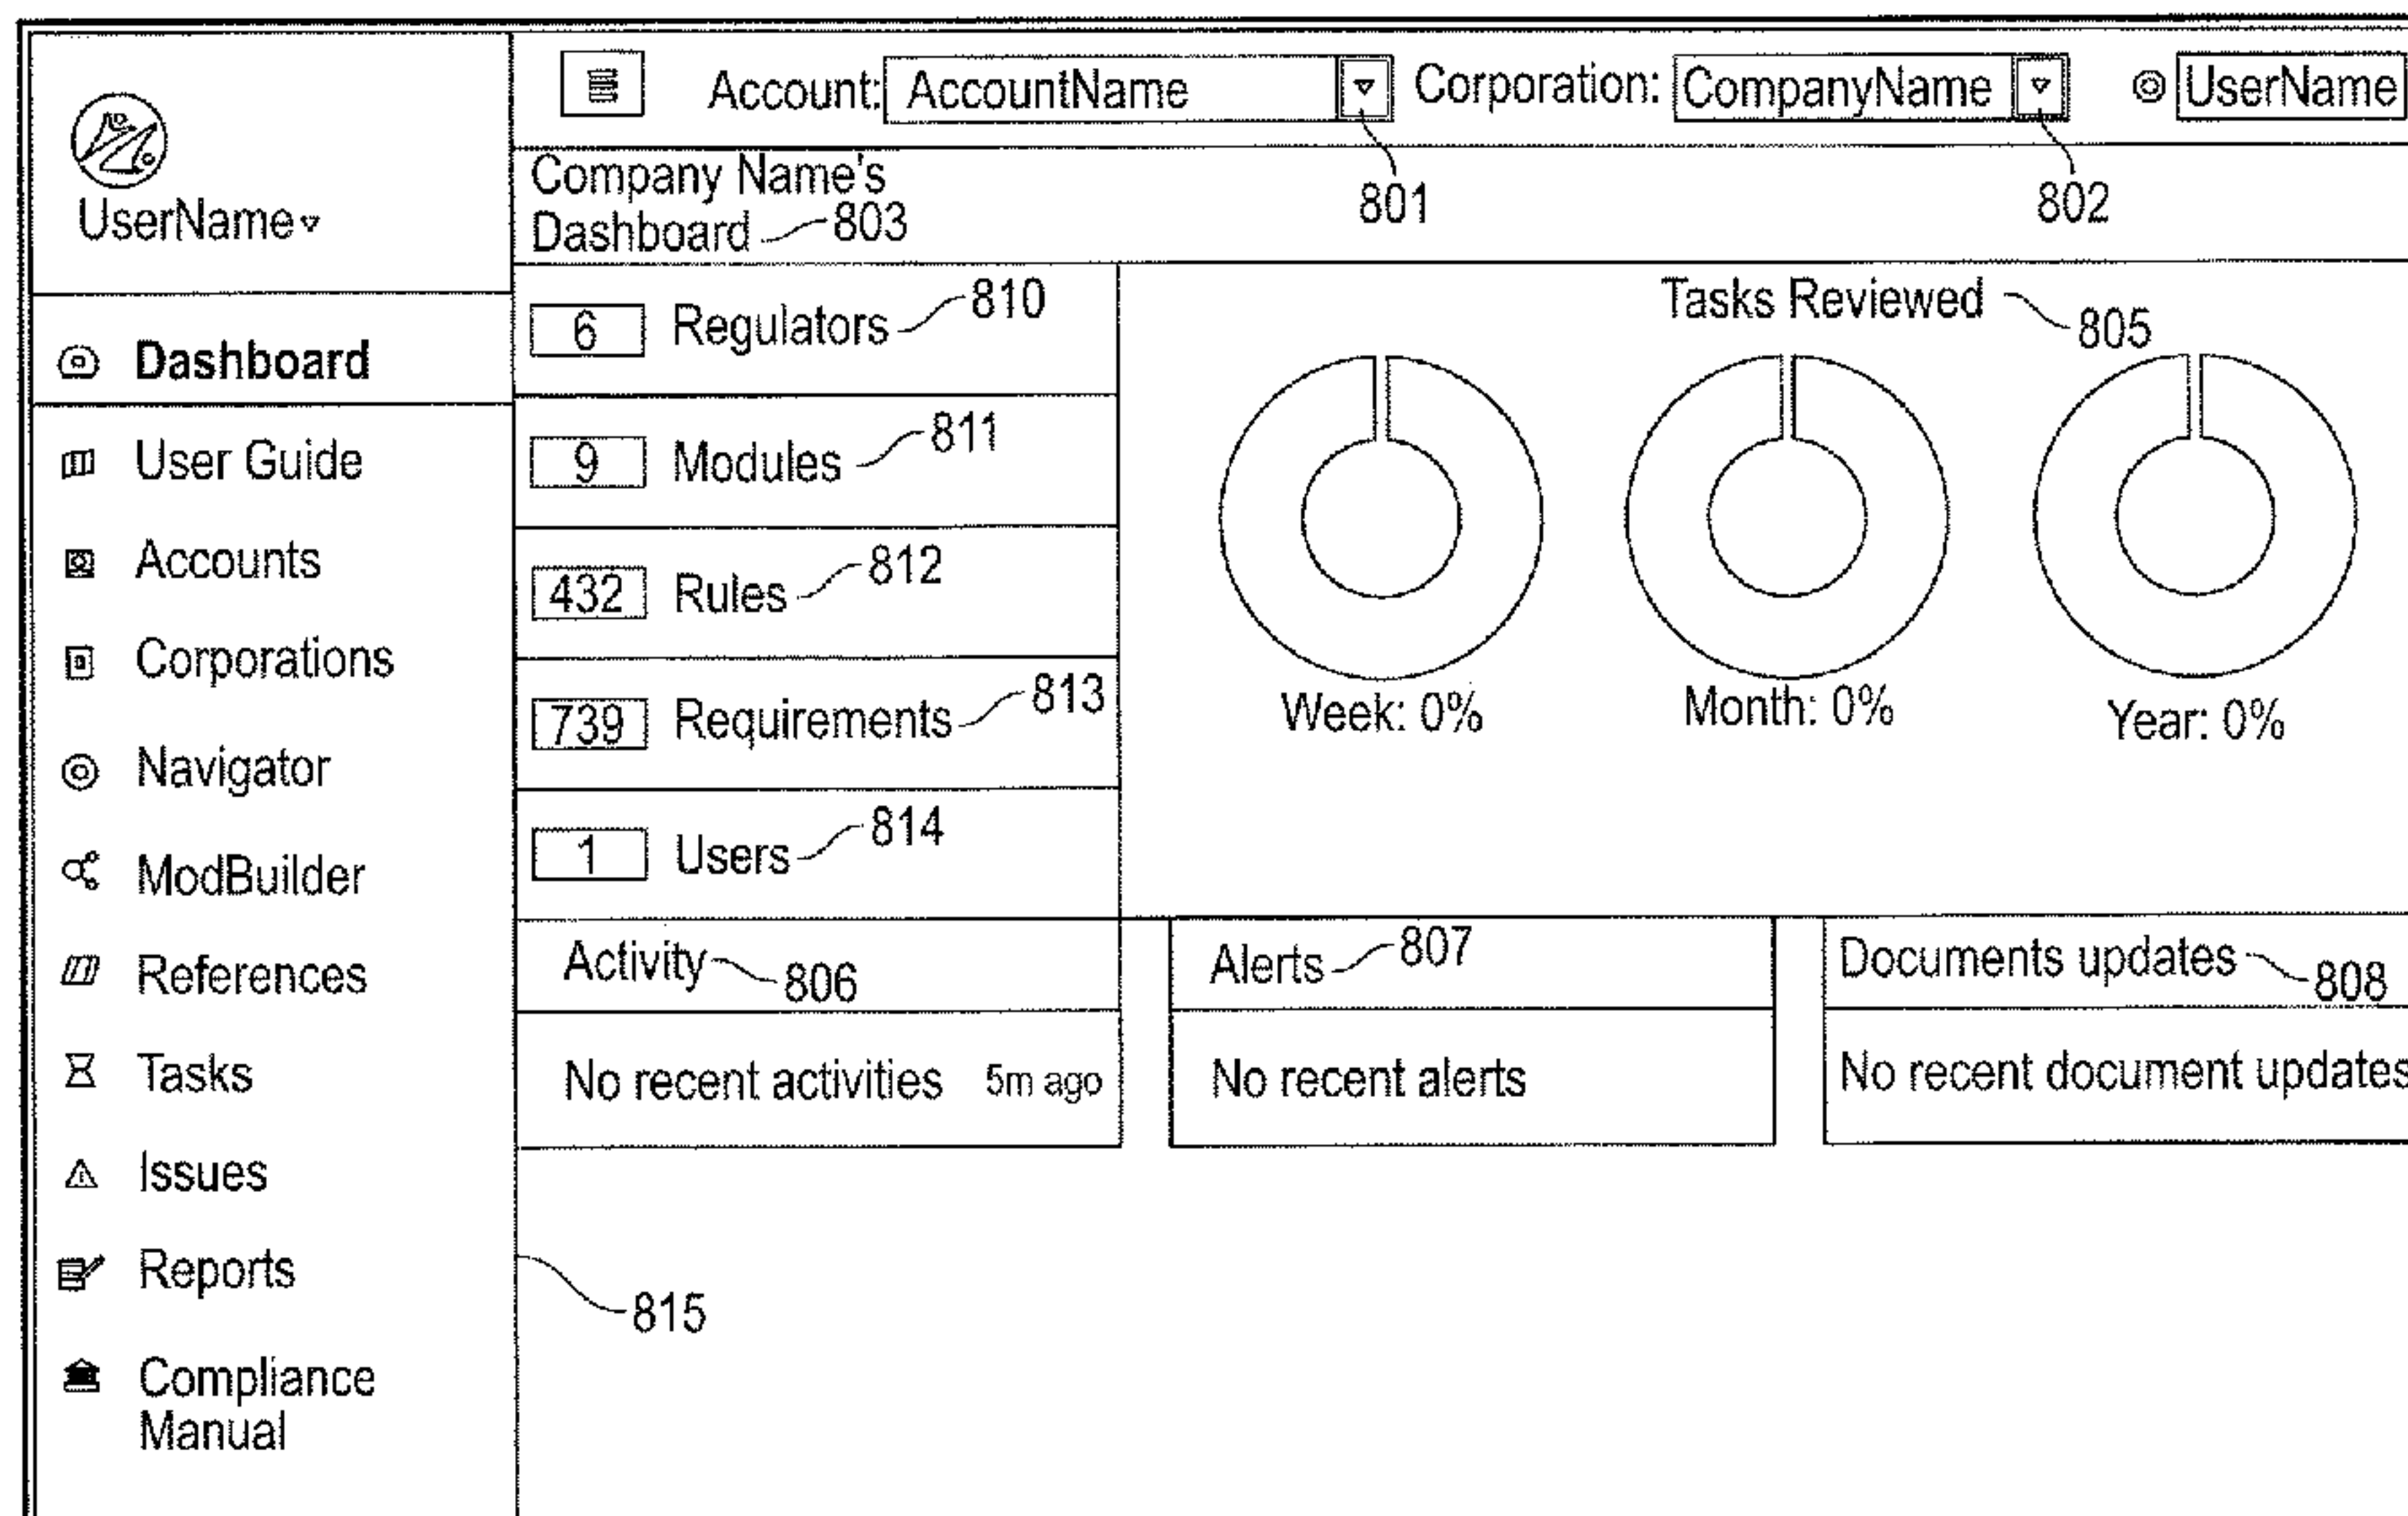 Account: AccountName Corporation: CompanyName UserName
801 802
UserName
Company Name's
Dashboard 803
Dashboard
User Guide
Accounts
Corporations
Navigator
ModBuilder
References
Tasks
Issues
Reports
Compliance
Manual
6 Regulators 810
9 Modules 811
432 Rules 812
739 Requirements 813
1 Users 814
Tasks Reviewed 805
Week: 0% Month: 0% Year: 0%
Activity 806
No recent activities 5m ago
Alerts 807
No recent alerts
Documents updates 808
No recent document updates
815